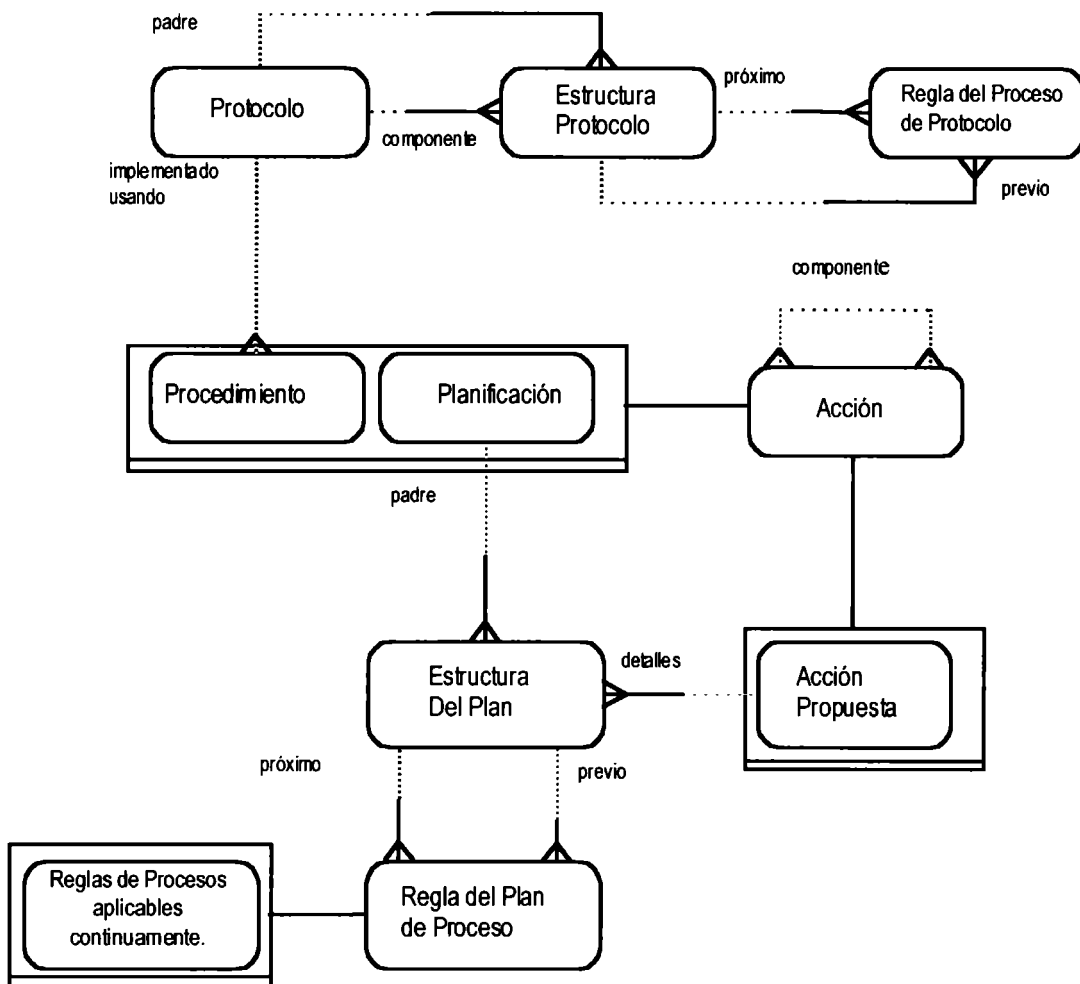 padre
Protocolo
componente
Estructura
Protocolo
próximo
Regla del Proceso
de Protocolo
previo
implementado
usando
componente
Procedimiento
Planificación
Acción
padre
Estructura
Del Plan
detalles
Acción
Propuesta
próximo
previo
Reglas de Procesos
aplicables
continuamente.
Regla del Plan
de Proceso